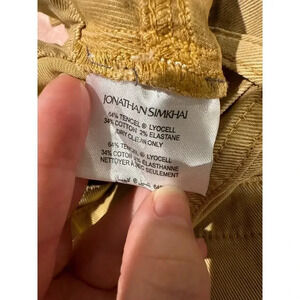 JONATHAN SIMKHAI
64% TENCEL ® LYOCELL
34% COTTON 2% ELASTANE
DRY CLEAN ONLY
64% TENCEL ® LYOCELL
34% COTON 2% ELASTHANNE
NETTOYER À SEC SEULEMENT